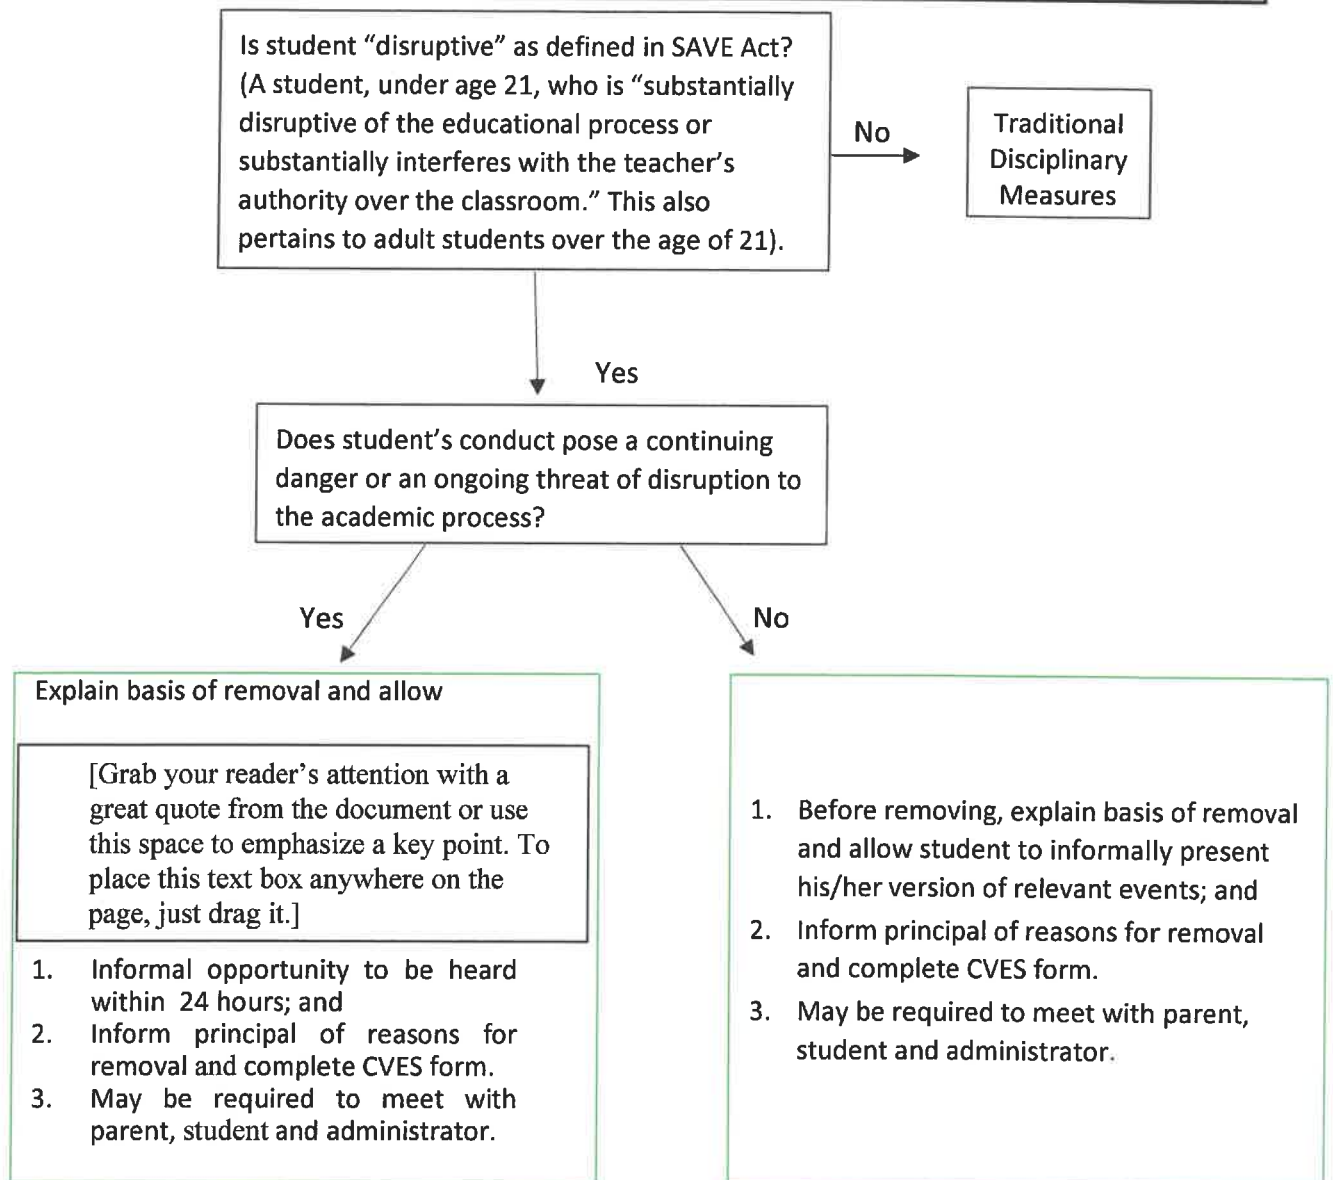 Is student “disruptive” as defined in SAVE Act?
(A student, under age 21, who is “substantially
disruptive of the educational process or
substantially interferes with the teacher’s
authority over the classroom.” This also
pertains to adult students over the age of 21).
No
Traditional
Disciplinary
Measures
Yes
Does student’s conduct pose a continuing
danger or an ongoing threat of disruption to
the academic process?
Yes
No
Explain basis of removal and allow
[Grab your reader’s attention with a
great quote from the document or use
this space to emphasize a key point. To
place this text box anywhere on the
page, just drag it.]
1. Informal opportunity to be heard
within 24 hours; and
2. Inform principal of reasons for
removal and complete CVES form.
3. May be required to meet with
parent, student and administrator.
1. Before removing, explain basis of removal
and allow student to informally present
his/her version of relevant events; and
2. Inform principal of reasons for removal
and complete CVES form.
3. May be required to meet with parent,
student and administrator.